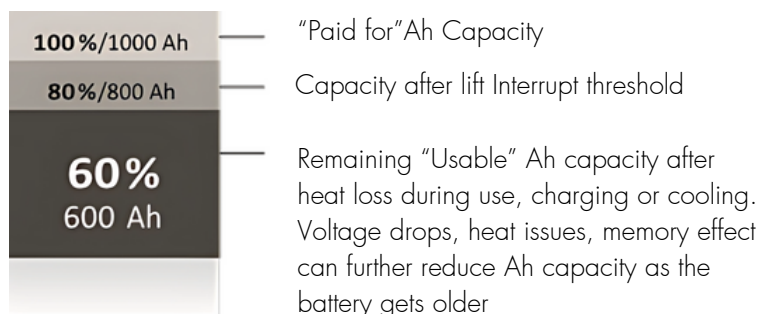 100%/1000 Ah
“Paid for”Ah Capacity
80%/800 Ah
Capacity after lift Interrupt threshold
60%
600 Ah
Remaining “Usable” Ah capacity after
heat loss during use, charging or cooling.
Voltage drops, heat issues, memory effect
can further reduce Ah capacity as the
battery gets older